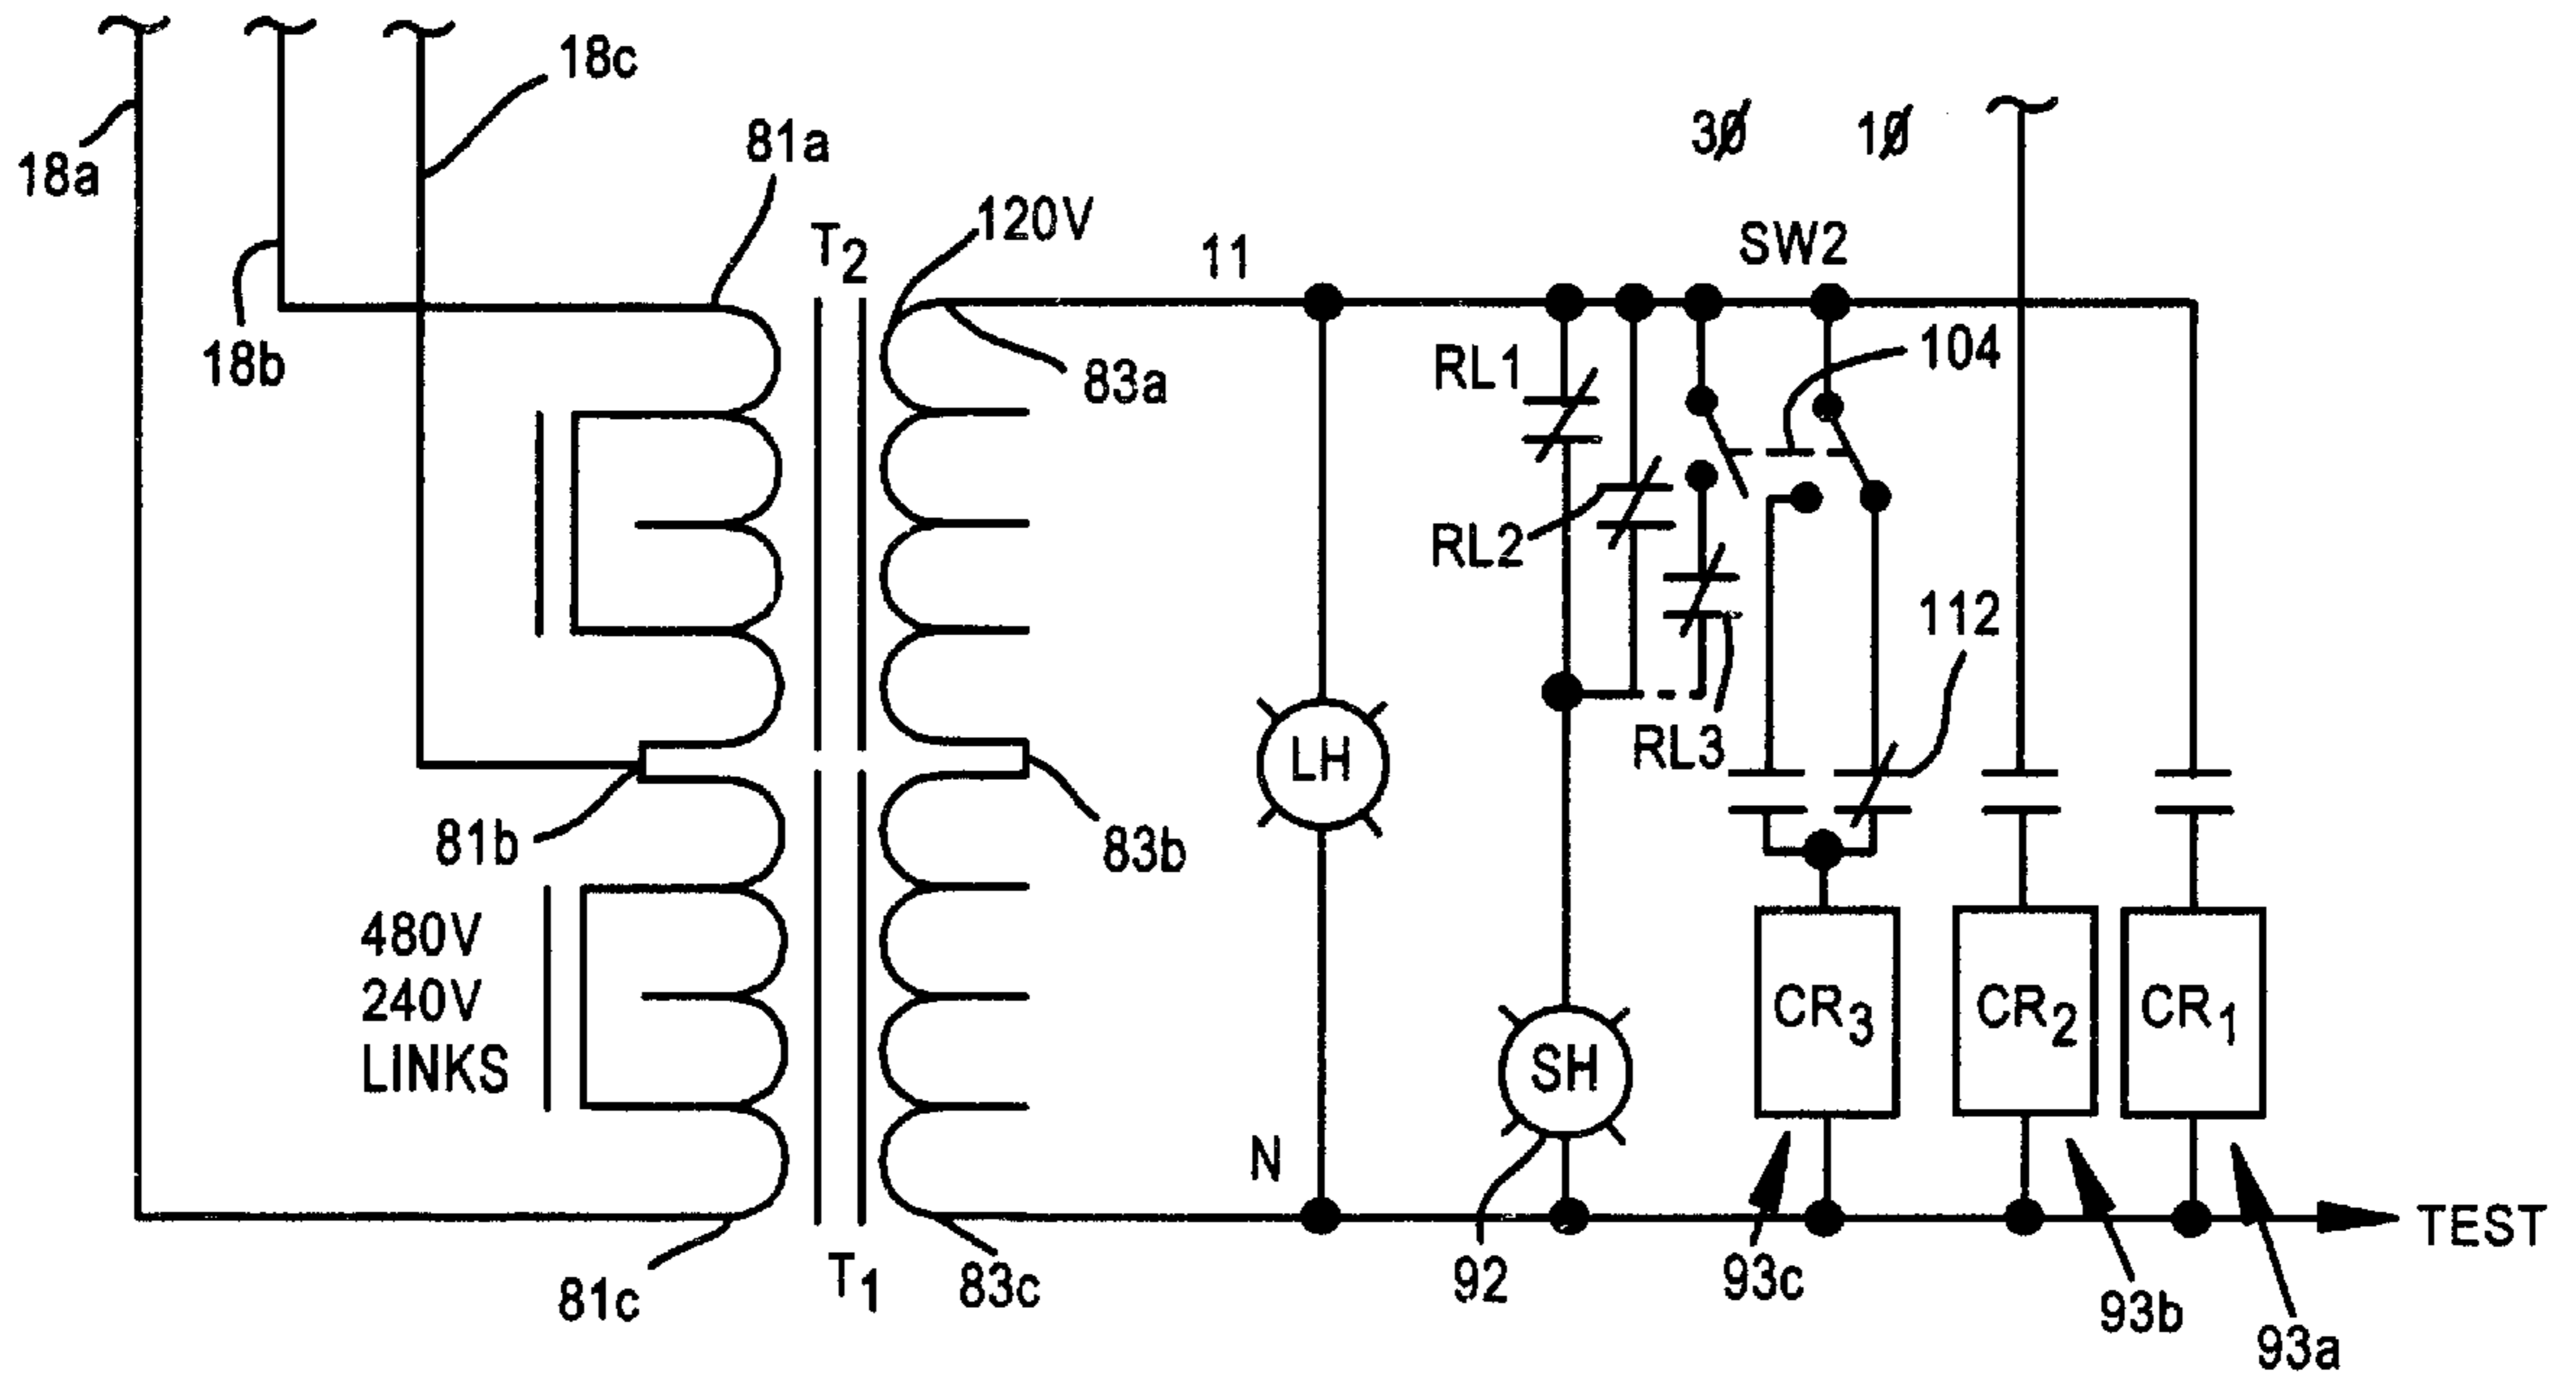 18c
18a
81a
3Ø
1Ø
120V
T2
11
SW2
18b
83a
RL1
104
RL2
112
RL3
LH
81b
83b
480V
240V
LINKS
CR3
CR2
CR1
SH
N
TEST
81c
T1
83c
92
93c
93b
93a